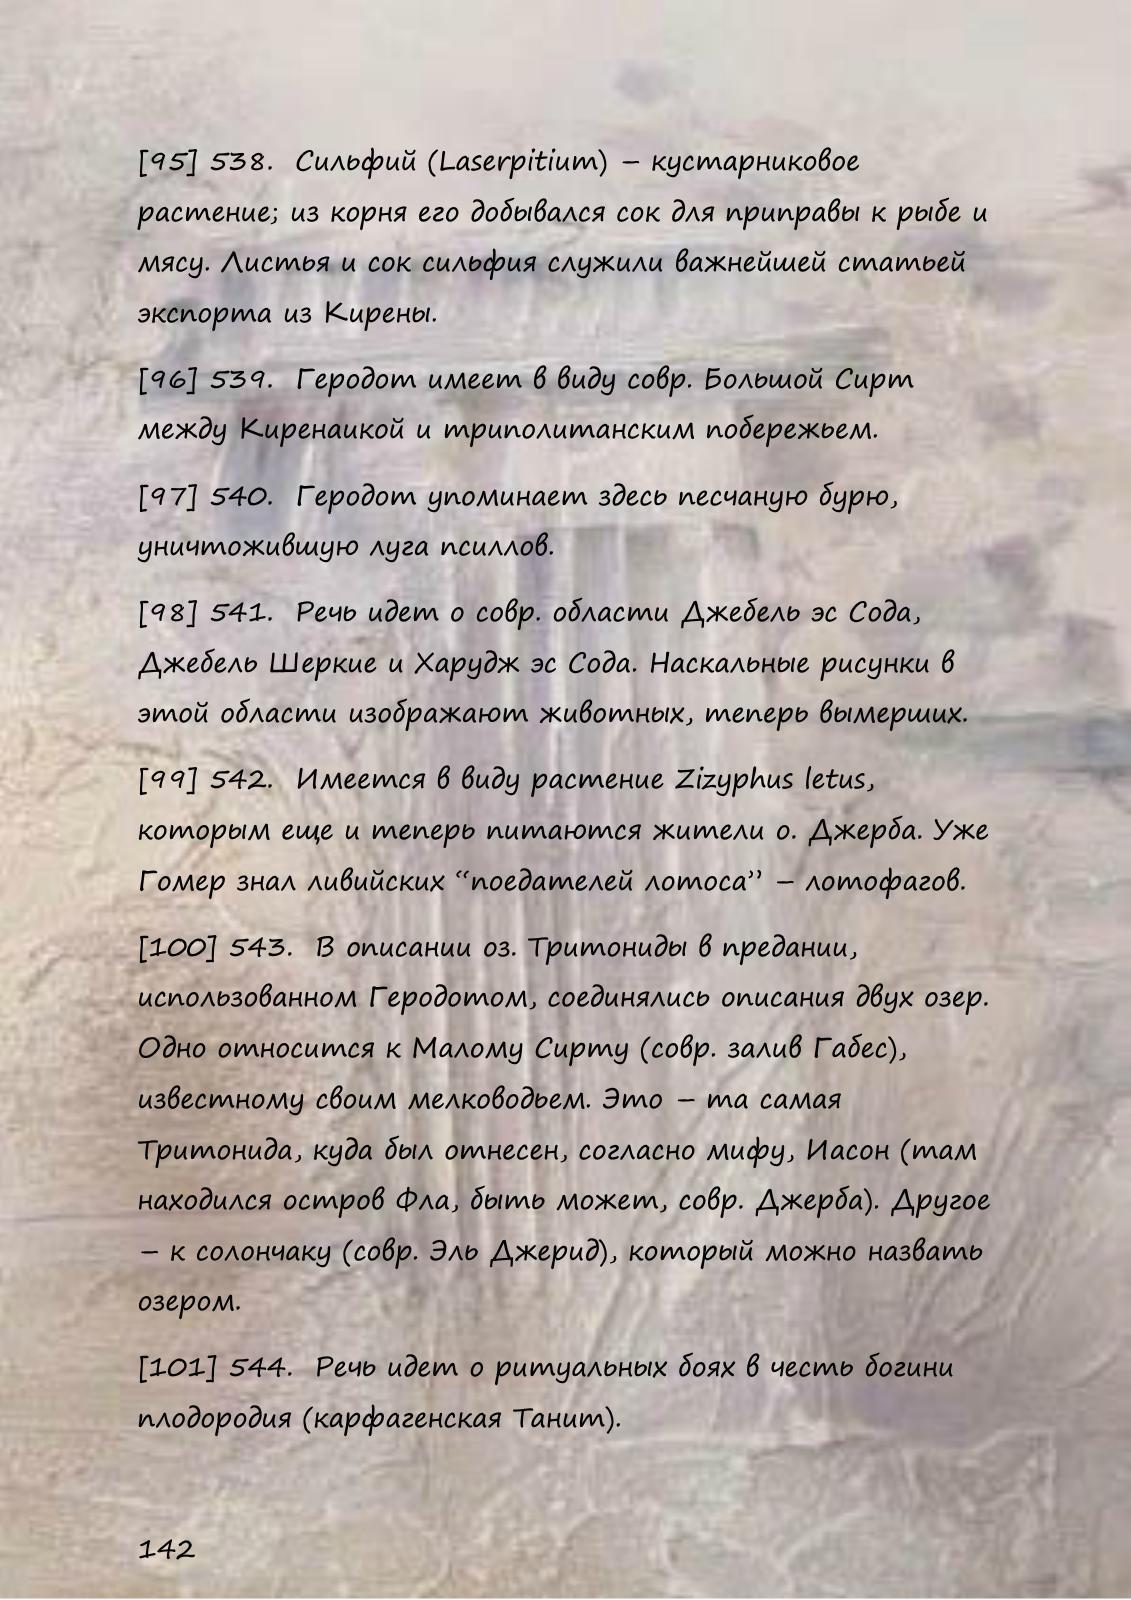 [95] 538.  Сильфий (Laserpitium) – кустарниковое
растение; из корня его добывался сок для приправы к рыбе и
мясу. Листья и сок сильфия служили важнейшей статьей
экспорта из Кирены.
[96] 539.  Геродот имеет в виду совр. Большой Сирт
между Киренаикой и триполитанским побережьем.
[97] 540.  Геродот упоминает здесь песчаную бурю,
уничтожившую луга псиллов.
[98] 541.  Речь идет о совр. области Джебель эс Сода,
Джебель Шеркие и Харудж эс Сода. Наскальные рисунки в
этой области изображают животных, теперь вымерших.
[99] 542.  Имеется в виду растение Zizyphus letus,
которым еще и теперь питаются жители о. Джерба. Уже
Гомер знал ливийских “поедателей лотоса” – лотофагов.
[100] 543.  В описании оз. Тритониды в предании,
использованном Геродотом, соединялись описания двух озер.
Одно относится к Малому Сирту (совр. залив Габес),
известному своим мелководьем. Это – та самая
Тритонида, куда был отнесен, согласно мифу, Иасон (там
находился остров Фла, быть может, совр. Джерба). Другое
– к солончаку (совр. Эль Джерид), который можно назвать
озером.
[101] 544.  Речь идет о ритуальных боях в честь богини
плодородия (карфагенская Танит).
142